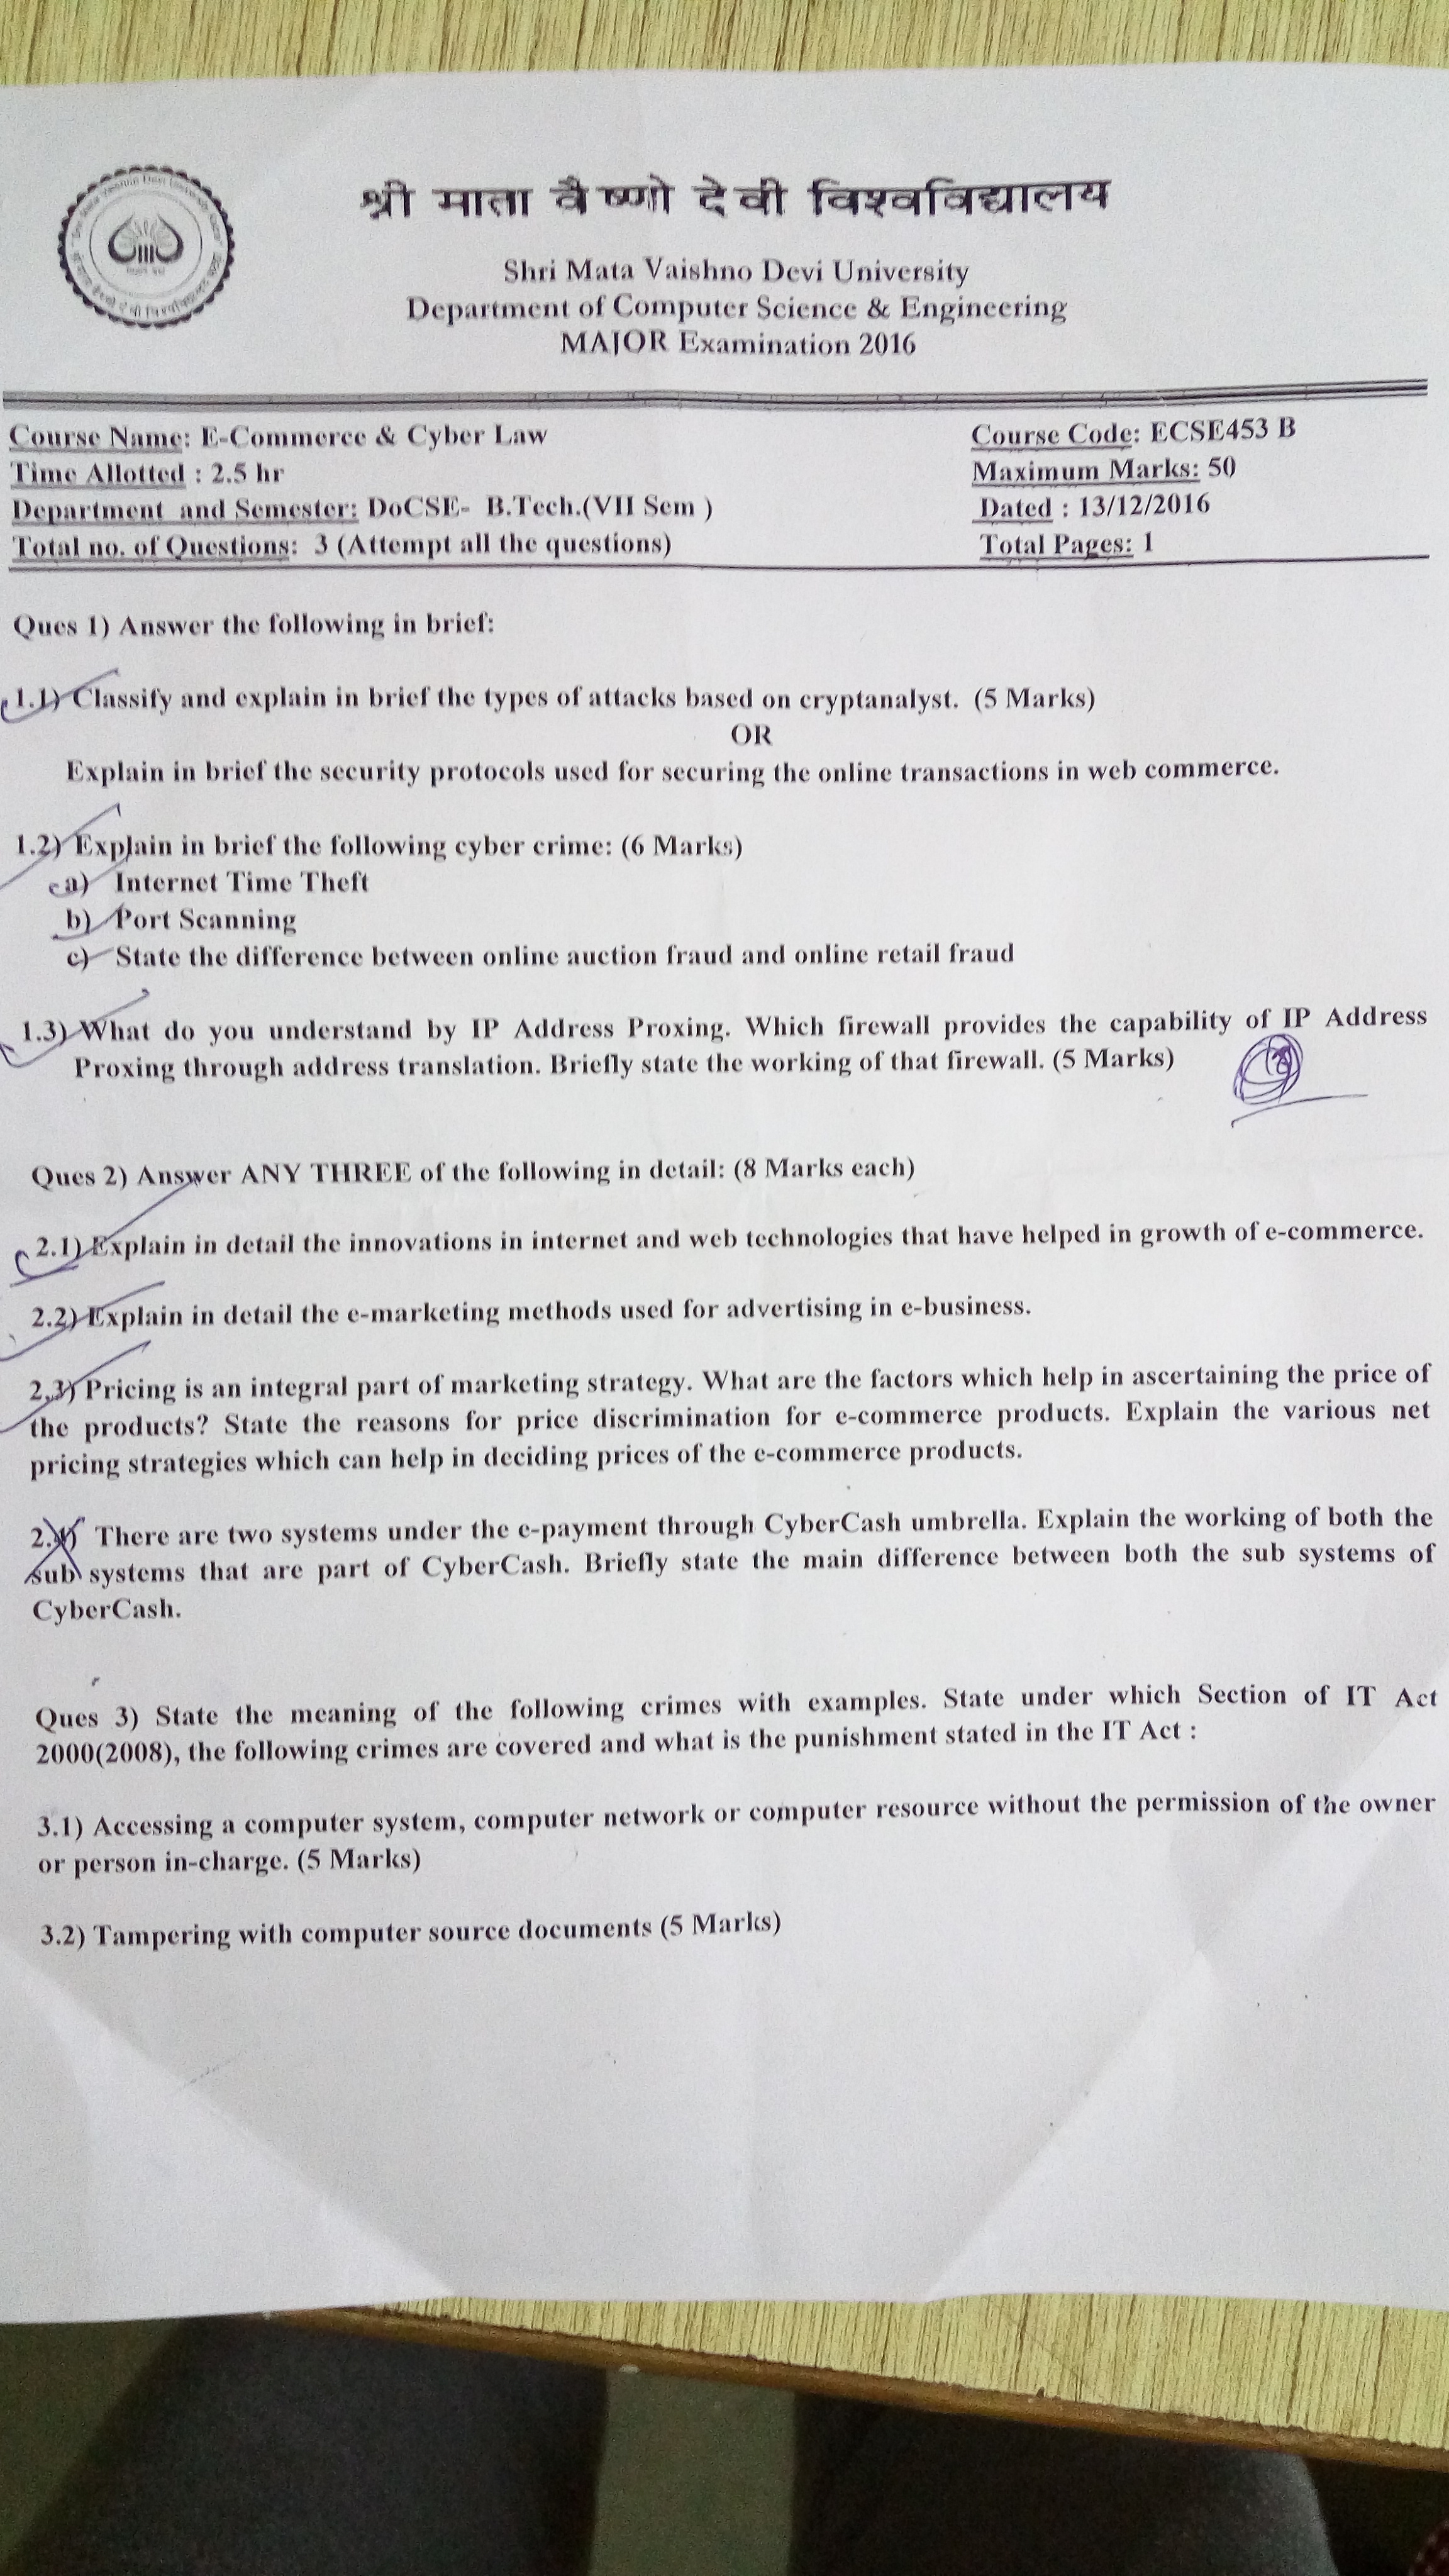 श्री माता वैष्णो देवी विश्वविद्यालय
Shri Mata Vaishno Devi University
Department of Computer Science & Engineering
MAJOR Examination 2016
Course Name: E-Commerce & Cyber Law Course Code: ECSE453 B
Time Allotted : 2.5 hr Maximum Marks: 50
Department and Semester: DoCSE- B.Tech.(VII Sem ) Dated : 13/12/2016
Total no. of Questions: 3 (Attempt all the questions) Total Pages: 1
Ques 1) Answer the following in brief:
1.1) Classify and explain in brief the types of attacks based on cryptanalyst. (5 Marks)
OR
Explain in brief the security protocols used for securing the online transactions in web commerce.
1.2) Explain in brief the following cyber crime: (6 Marks)
a) Internet Time Theft
b) Port Scanning
c) State the difference between online auction fraud and online retail fraud
1.3) What do you understand by IP Address Proxing. Which firewall provides the capability of IP Address
Proxing through address translation. Briefly state the working of that firewall. (5 Marks)
Ques 2) Answer ANY THREE of the following in detail: (8 Marks each)
2.1) Explain in detail the innovations in internet and web technologies that have helped in growth of e-commerce.
2.2) Explain in detail the e-marketing methods used for advertising in e-business.
2.3) Pricing is an integral part of marketing strategy. What are the factors which help in ascertaining the price of
the products? State the reasons for price discrimination for e-commerce products. Explain the various net
pricing strategies which can help in deciding prices of the e-commerce products.
2.4) There are two systems under the e-payment through CyberCash umbrella. Explain the working of both the
sub systems that are part of CyberCash. Briefly state the main difference between both the sub systems of
CyberCash.
Ques 3) State the meaning of the following crimes with examples. State under which Section of IT Act
2000(2008), the following crimes are covered and what is the punishment stated in the IT Act :
3.1) Accessing a computer system, computer network or computer resource without the permission of the owner
or person in-charge. (5 Marks)
3.2) Tampering with computer source documents (5 Marks)